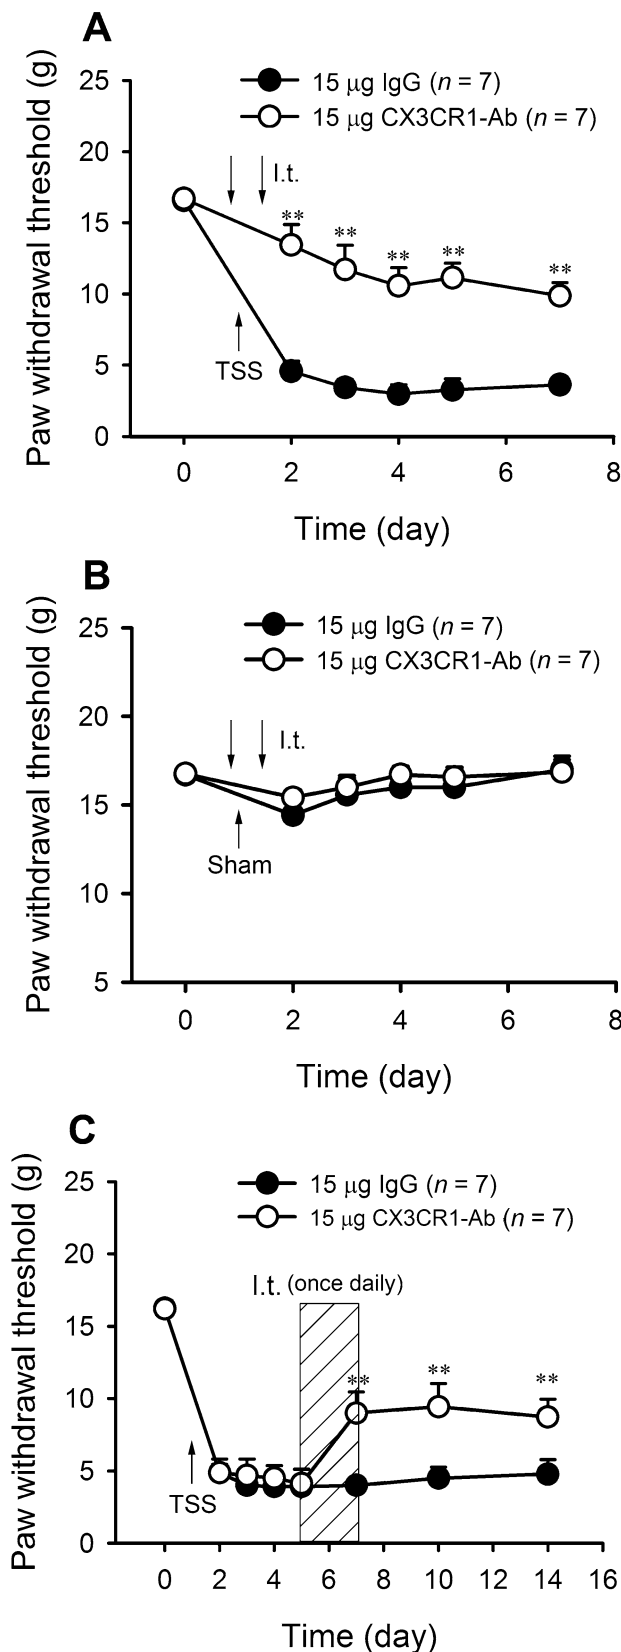 A
Paw withdrawal threshold (g)
25
20
15
10
5
0
15 μg IgG (n = 7)
15 μg CX3CR1-Ab (n = 7)
I.t.
**
**
**
**
**
TSS
0 2 4 6 8
Time (day)
B
Paw withdrawal threshold (g)
25
20
15
10
5
15 μg IgG (n = 7)
15 μg CX3CR1-Ab (n = 7)
I.t.
Sham
0 2 4 6 8
Time (day)
C
Paw withdrawal threshold (g)
25
20
15
10
5
0
15 μg IgG (n = 7)
15 μg CX3CR1-Ab (n = 7)
I.t. (once daily)
**
**
**
TSS
0 2 4 6 8 10 12 14 16
Time (day)